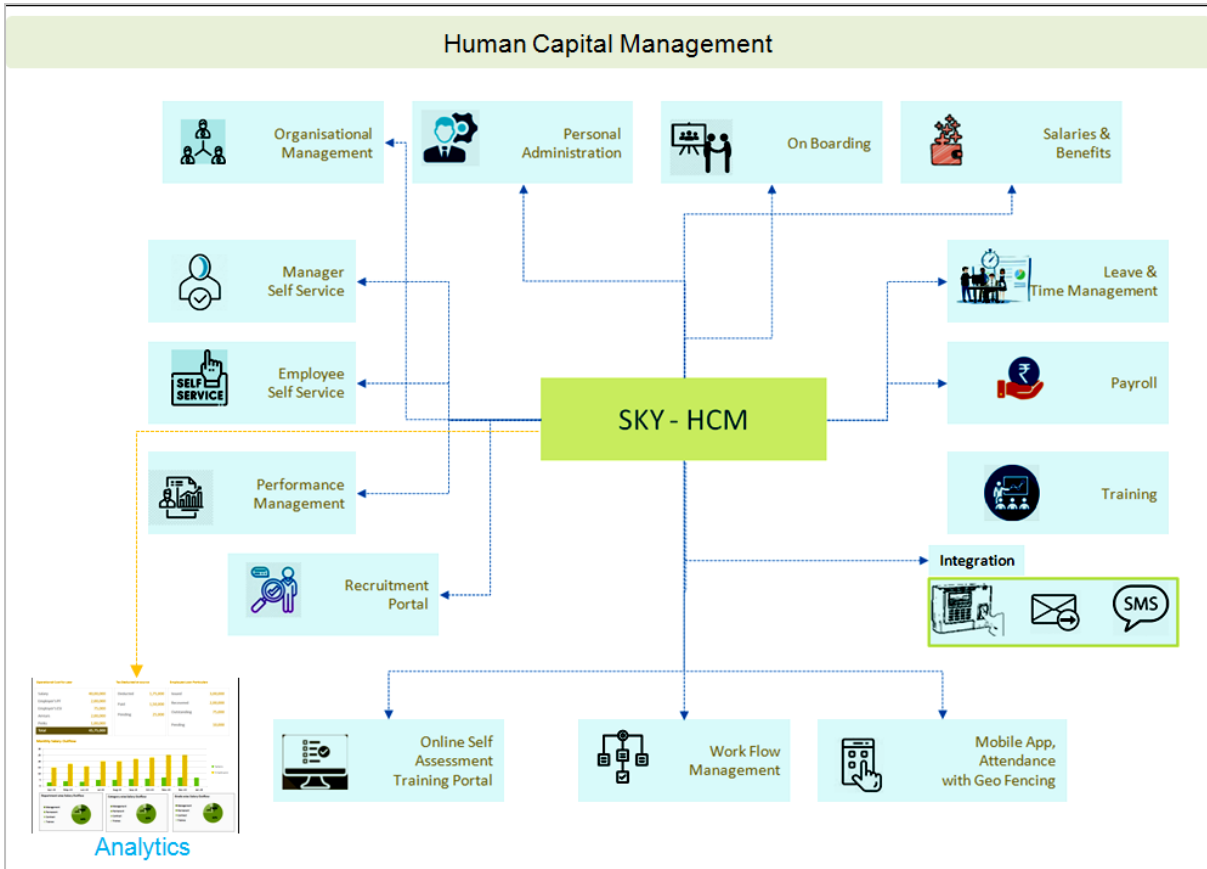 Human Capital Management
Organisational
Management
Personal
Administration
On Boarding
Salaries &
Benefits
Manager
Self Service
Leave &
Time Management
SELF
SERVICE
Employee
Self Service
SKY - HCM
₹
Payroll
Performance
Management
Training
Recruitment
Portal
Integration
SMS
Online Self
Assessment
Training Portal
Work Flow
Management
Mobile App,
Attendance
with Geo Fencing
Analytics